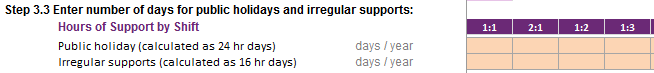 Step 3.3 Enter number of days for public holidays and irregular supports:
Hours of Support by Shift 1:1 2:1 1:2 1:3
Public holiday (calculated as 24 hr days) days / year
Irregular supports (calculated as 16 hr days) days / year